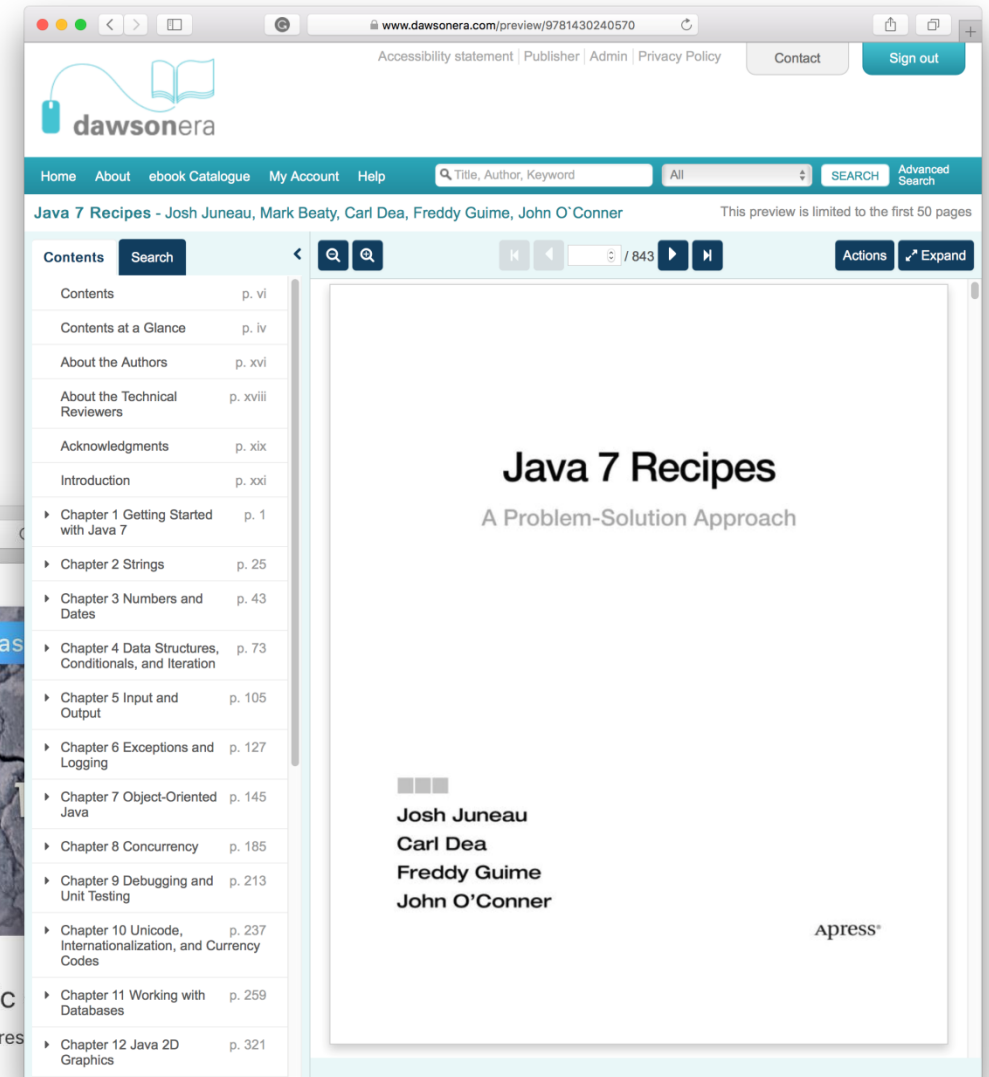 www.dawsonera.com/preview/9781430240570
Accessibility statement | Publisher | Admin | Privacy Policy
Contact
Sign out
dawsonera
Home About ebook Catalogue My Account Help
Title, Author, Keyword
All
SEARCH
Advanced
Search
Java 7 Recipes - Josh Juneau, Mark Beaty, Carl Dea, Freddy Guime, John O`Conner
This preview is limited to the first 50 pages
Contents
Search
/ 843
Actions
Expand
Contents p. vi
Contents at a Glance p. iv
About the Authors p. xvi
About the Technical p. xviii
Reviewers
Acknowledgments p. xix
Introduction p. xxi
Chapter 1 Getting Started p. 1
with Java 7
Chapter 2 Strings p. 25
Chapter 3 Numbers and p. 43
Dates
Chapter 4 Data Structures, p. 73
Conditionals, and Iteration
Chapter 5 Input and p. 105
Output
Chapter 6 Exceptions and p. 127
Logging
Chapter 7 Object-Oriented p. 145
Java
Chapter 8 Concurrency p. 185
Chapter 9 Debugging and p. 213
Unit Testing
Chapter 10 Unicode, p. 237
Internationalization, and Currency
Codes
Chapter 11 Working with p. 259
Databases
Chapter 12 Java 2D p. 321
Graphics
Java 7 Recipes
A Problem-Solution Approach
Josh Juneau
Carl Dea
Freddy Guime
John O’Conner
Apress®
as
c
res